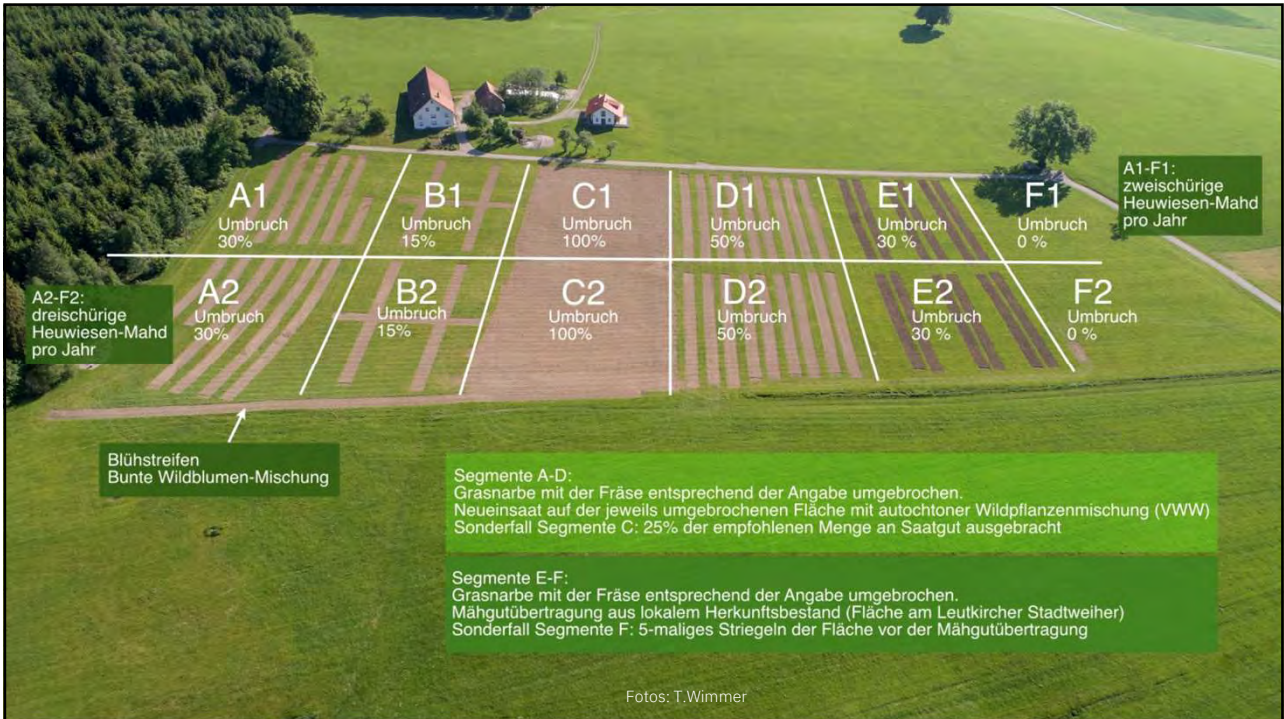 A1
Umbruch
30%
B1
Umbruch
15%
C1
Umbruch
100%
D1
Umbruch
50%
E1
Umbruch
30 %
F1
Umbruch
0 %
A1-F1:
zweischürige
Heuwiesen-Mahd
pro Jahr
A2-F2:
dreischürige
Heuwiesen-Mahd
pro Jahr
A2
Umbruch
30%
B2
Umbruch
15%
C2
Umbruch
100%
D2
Umbruch
50%
E2
Umbruch
30 %
F2
Umbruch
0 %
Blühstreifen
Bunte Wildblumen-Mischung
Segmente A-D:
Grasnarbe mit der Fräse entsprechend der Angabe umgebrochen.
Neueinsaat auf der jeweils umgebrochenen Fläche mit autochtoner Wildpflanzenmischung (VWW)
Sonderfall Segmente C: 25% der empfohlenen Menge an Saatgut ausgebracht
Segmente E-F:
Grasnarbe mit der Fräse entsprechend der Angabe umgebrochen.
Mähgutübertragung aus lokalem Herkunftsbestand (Fläche am Leutkircher Stadtweiher)
Sonderfall Segmente F: 5-maliges Striegeln der Fläche vor der Mähgutübertragung
Fotos: T.Wimmer